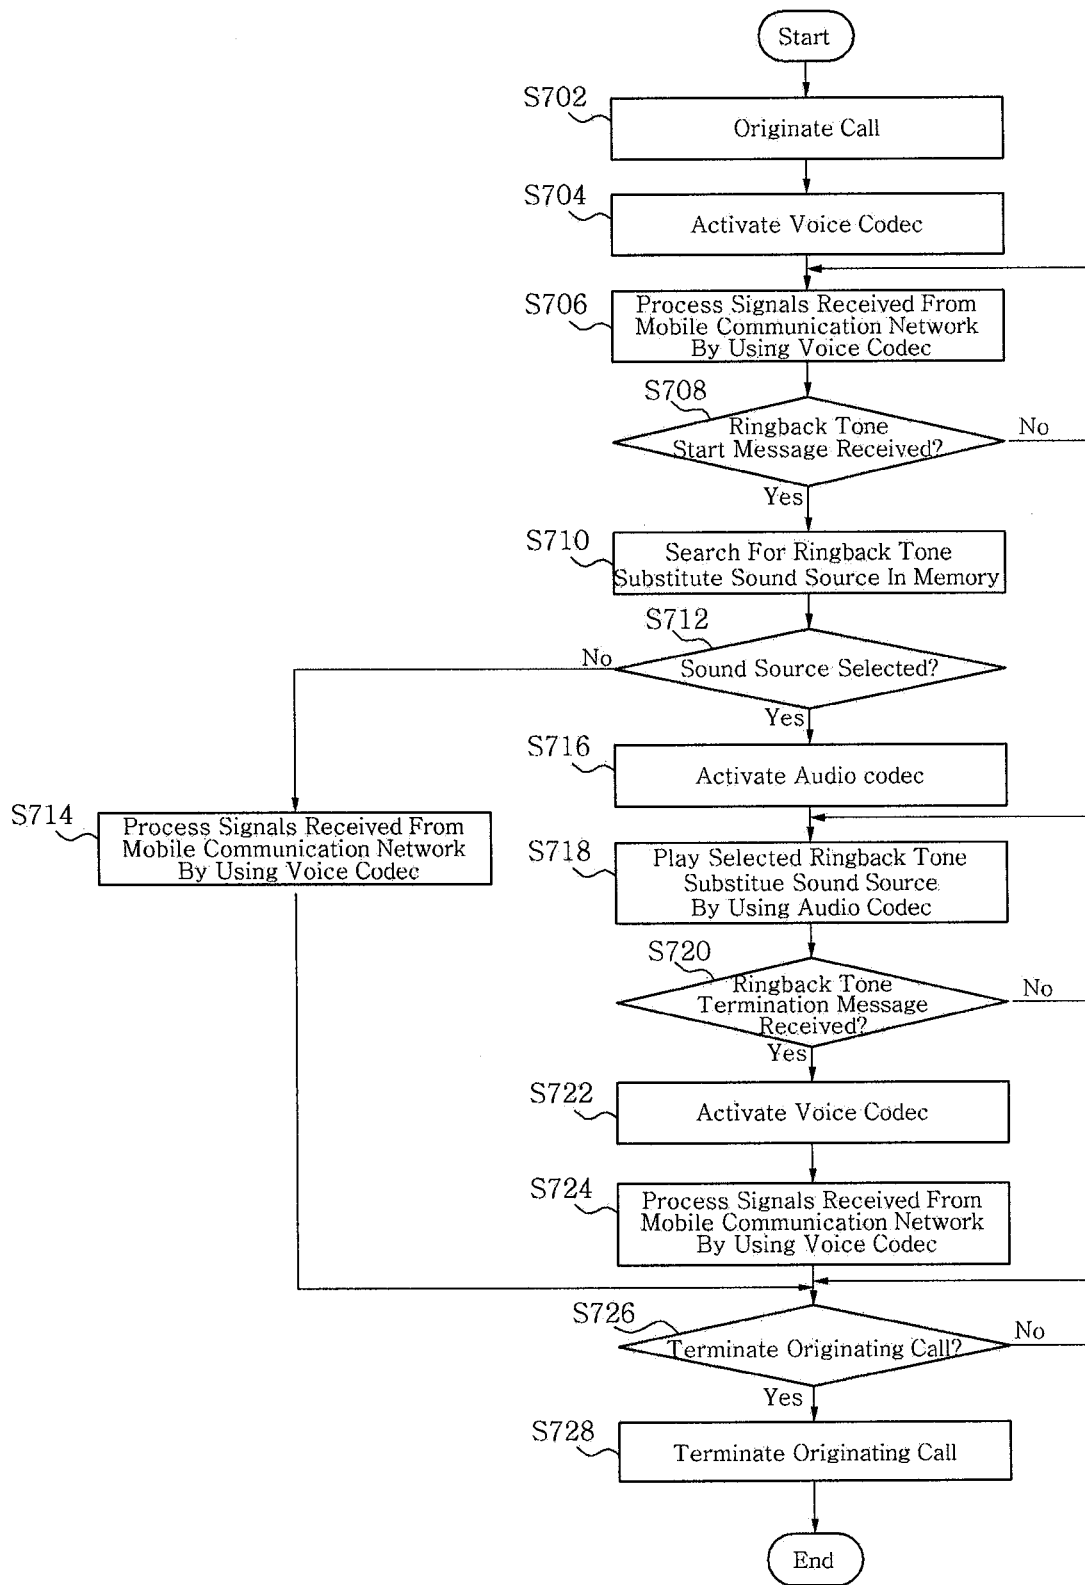 Start
S702
Originate Call
S704
Activate Voice Codec
S706
Process Signals Received From
Mobile Communication Network
By Using Voice Codec
S708
Ringback Tone
Start Message Received?
No
Yes
S710
Search For Ringback Tone
Substitute Sound Source In Memory
S712
No
Sound Source Selected?
Yes
S716
Activate Audio codec
S714
Process Signals Received From
Mobile Communication Network
By Using Voice Codec
S718
Play Selected Ringback Tone
Substitue Sound Source
By Using Audio Codec
S720
Ringback Tone
Termination Message
Received?
No
Yes
S722
Activate Voice Codec
S724
Process Signals Received From
Mobile Communication Network
By Using Voice Codec
S726
Terminate Originating Call?
No
Yes
S728
Terminate Originating Call
End